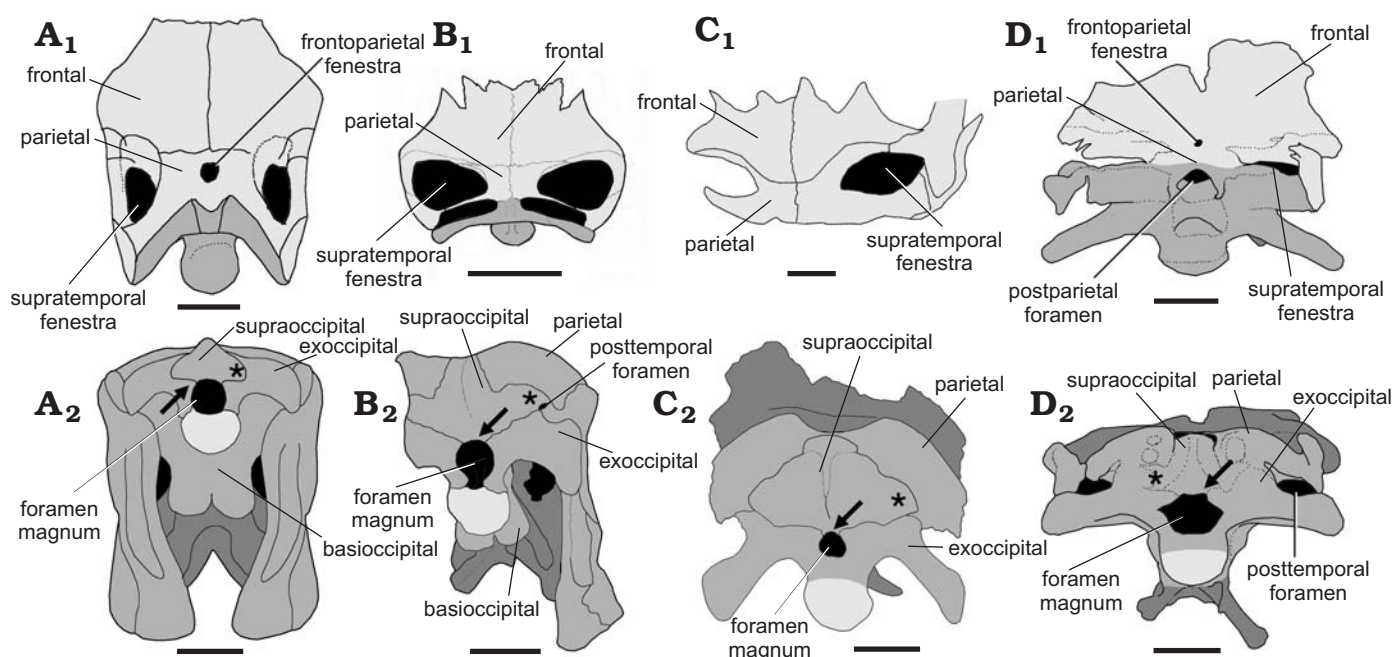 A1
frontal
parietal
frontoparietal
fenestra
supratemporal
fenestra
B1
frontal
parietal
supratemporal
fenestra
C1
frontal
parietal
supratemporal
fenestra
D1
frontoparietal
fenestra
frontal
parietal
postparietal
foramen
supratemporal
fenestra
A2
supraoccipital
exoccipital
*
foramen
magnum
basioccipital
B2
supraoccipital
parietal
posttemporal
foramen
*
exoccipital
foramen
magnum
basioccipital
C2
supraoccipital
parietal
*
exoccipital
foramen
magnum
D2
supraoccipital
parietal
exoccipital
*
foramen
magnum
posttemporal
foramen